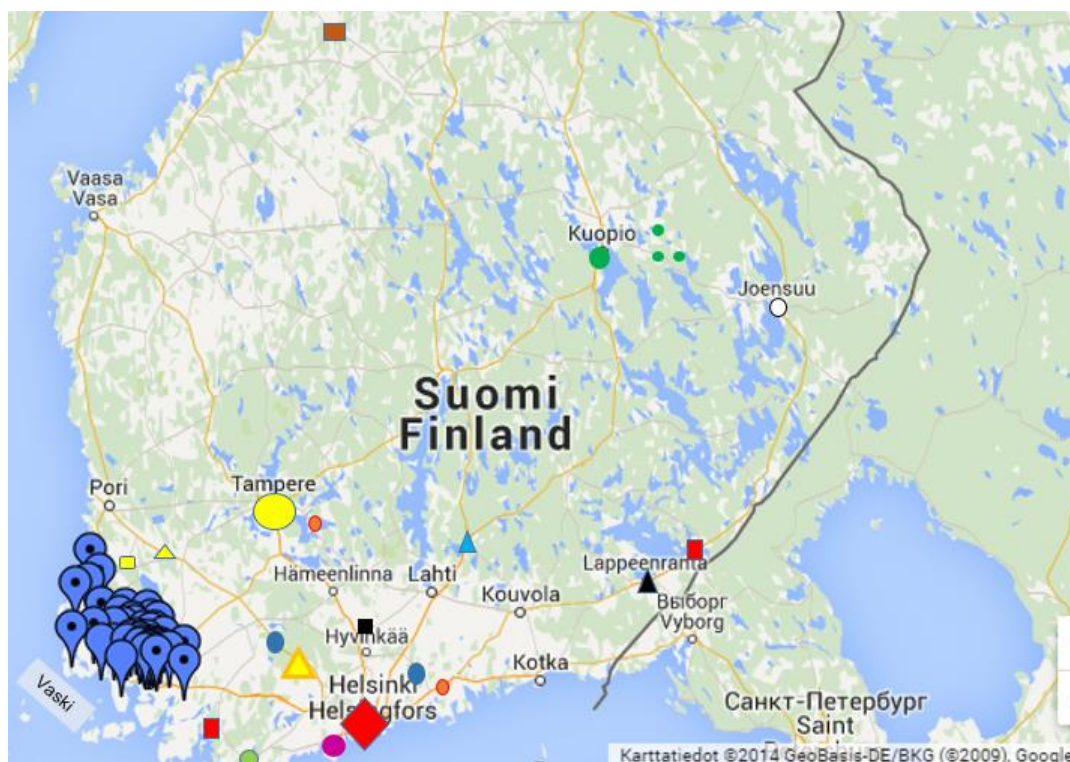 Vaasa
Vasa
Kuopio
Joensuu
Suomi
Finland
Pori
Tampere
Hämeenlinna
Lahti
Lappeenranta
Kouvola
Выборг
Vyborg
Hyvinkää
Kotka
Vaski
Helsinki
Helsingfors
Санкт-Петербург
Saint
Karttatiedot ©2014 GeoBasis-DE/BKG (©2009), Google